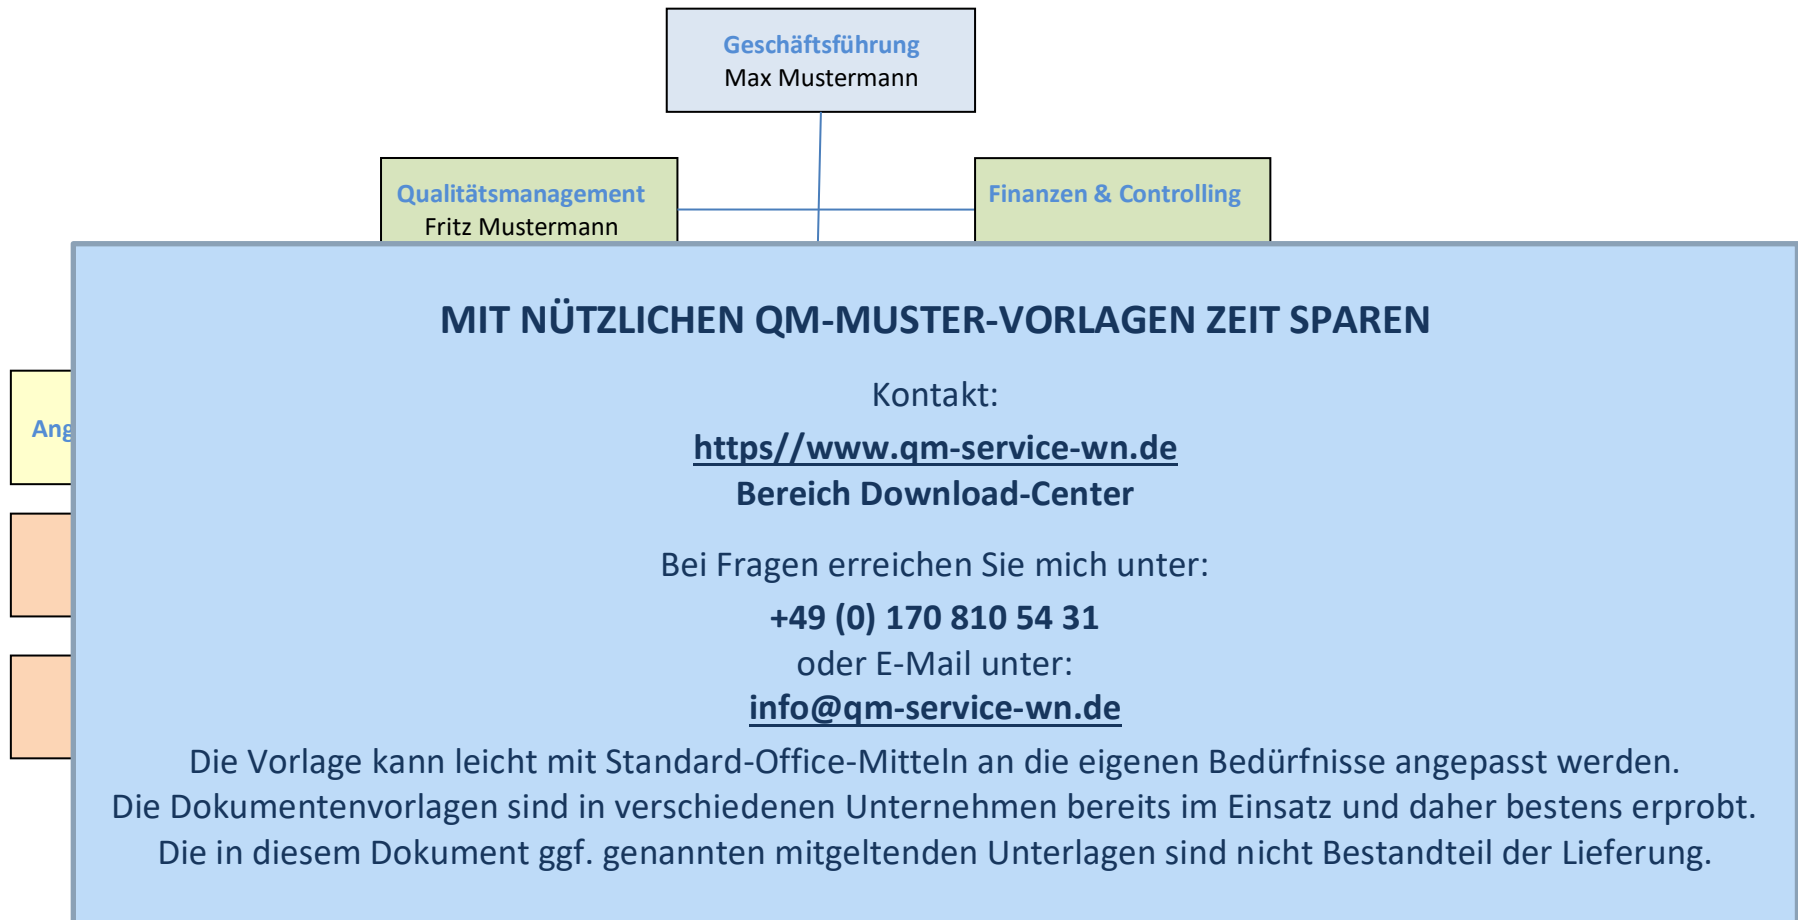 Geschäftsführung
Max Mustermann
Qualitätsmanagement
Fritz Mustermann
Finanzen & Controlling
MIT NÜTZLICHEN QM-MUSTER-VORLAGEN ZEIT SPAREN
Kontakt:
https//www.qm-service-wn.de
Bereich Download-Center
Bei Fragen erreichen Sie mich unter:
+49 (0) 170 810 54 31
oder E-Mail unter:
info@qm-service-wn.de
Die Vorlage kann leicht mit Standard-Office-Mitteln an die eigenen Bedürfnisse angepasst werden.
Die Dokumentenvorlagen sind in verschiedenen Unternehmen bereits im Einsatz und daher bestens erprobt.
Die in diesem Dokument ggf. genannten mitgeltenden Unterlagen sind nicht Bestandteil der Lieferung.